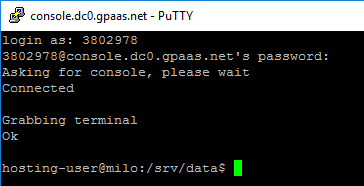 console.dc0.gpaas.net - PuTTY
login as: 3802978
3802978@console.dc0.gpaas.net's password:
Asking for console, please wait
Connected
Grabbing terminal
Ok
hosting-user@milo:/srv/data$